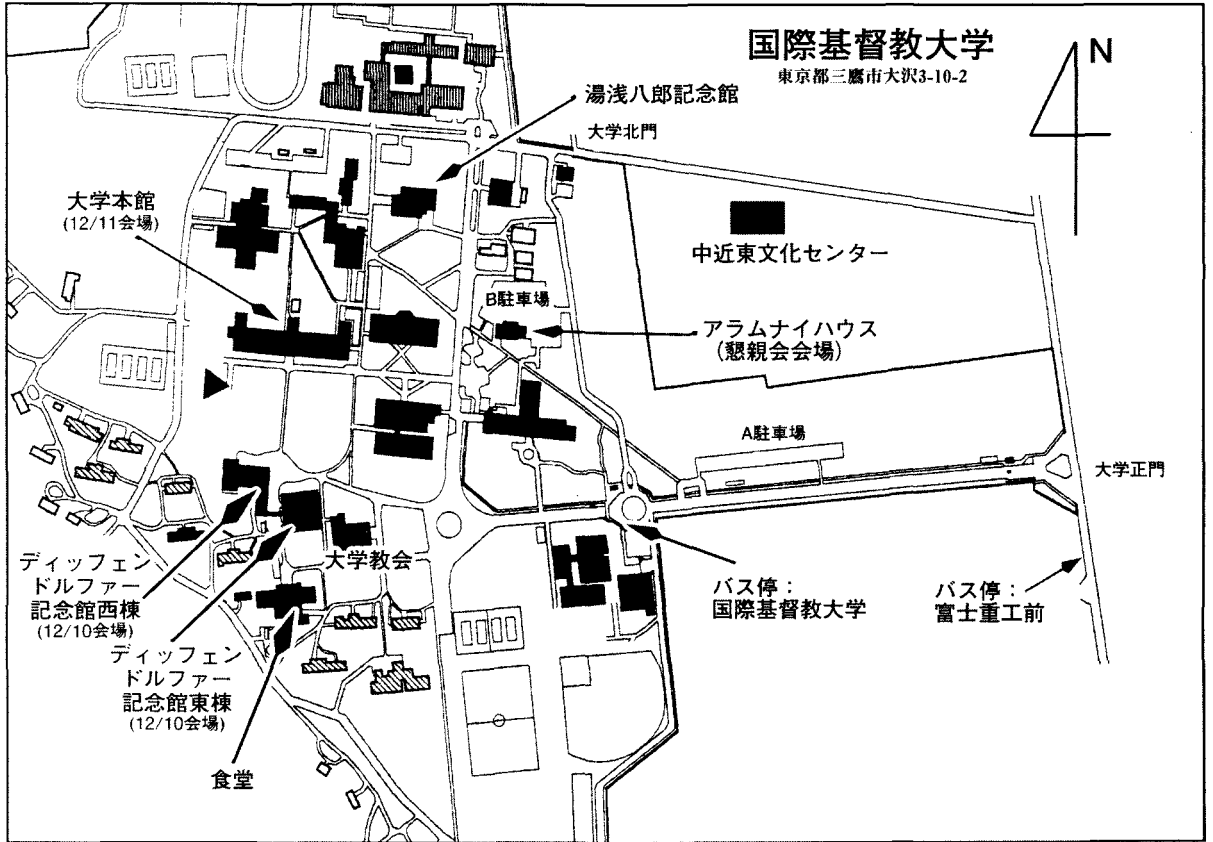 国際基督教大学
東京都三鷹市大沢3-10-2
N
湯浅八郎記念館
大学北門
大学本館
(12/11会場)
中近東文化センター
B駐車場
アラムナイハウス
(懇親会会場)
A駐車場
大学正門
ディッフェン
ドルファー
記念館西棟
(12/10会場)
大学教会
バス停：
国際基督教大学
バス停：
富士重工前
ディッフェン
ドルファー
記念館東棟
(12/10会場)
食堂